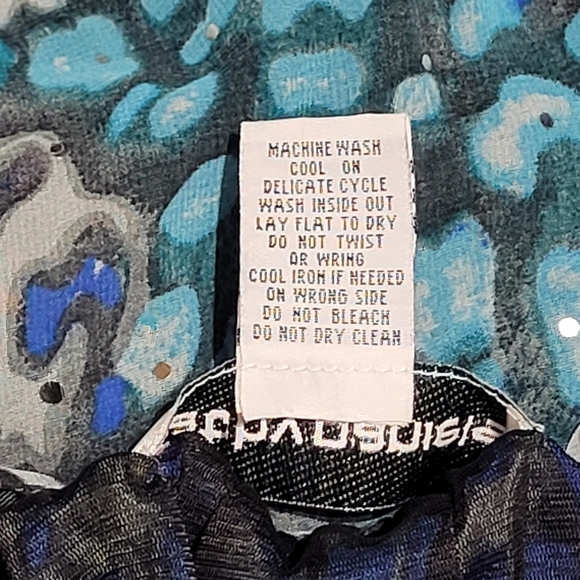 MACHINE WASH
COOL ON
DELICATE CYCLE
WASH INSIDE OUT
LAY FLAT TO DRY
DO NOT TWIST
OR WRING
COOL IRON IF NEEDED
ON WRONG SIDE
DO NOT BLEACH
DO NOT DRY CLEAN